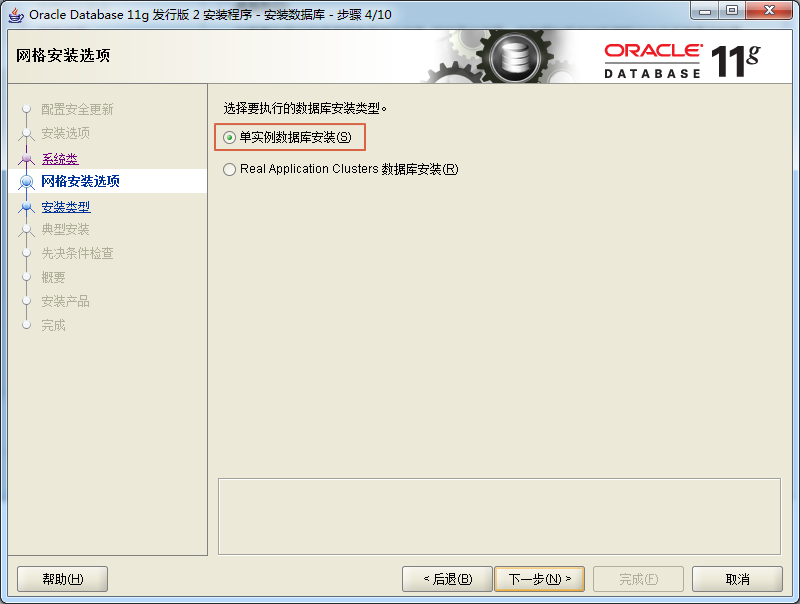 Oracle Database 11g 发行版 2 安装程序 - 安装数据库 - 步骤 4/10
网格安装选项
ORACLE
DATABASE
11g
配置安全更新
安装选项
系统类
网格安装选项
安装类型
典型安装
先决条件检查
概要
安装产品
完成
选择要执行的数据库安装类型。
单实例数据库安装(S)
Real Application Clusters 数据库安装(R)
帮助(H)
< 后退(B)
下一步(N) >
完成(F)
取消